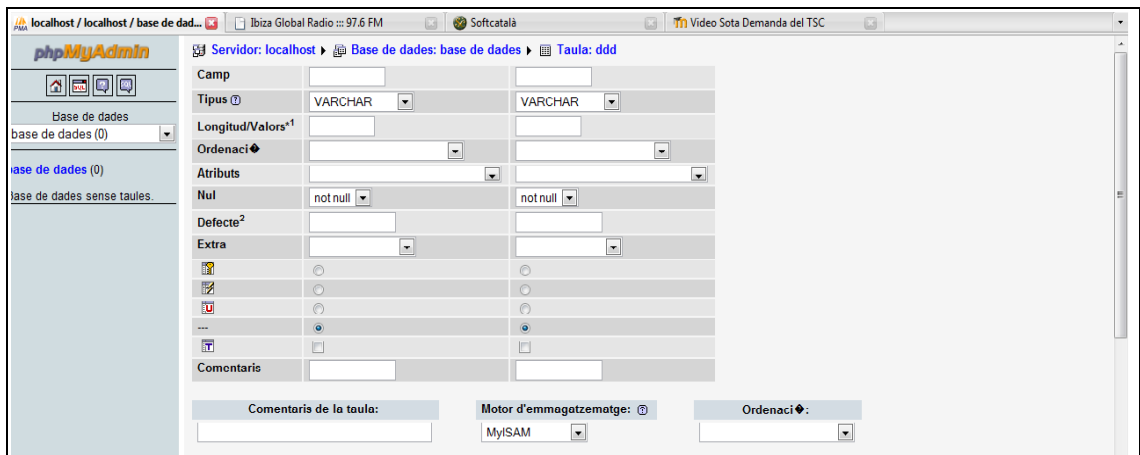 localhost / localhost / base de dad...
Ibiza Global Radio ::: 97.6 FM
Softcatalà
Video Sota Demanda del TSC
phpMyAdmin
Base de dades
base de dades (0)
base de dades (0)
Base de dades sense taules.
Servidor: localhost Base de dades: base de dades Taula: ddd
Camp
Tipus VARCHAR VARCHAR
Longitud/Valors*1
Ordenaci�
Atributs
Nul not null not null
Defecte2
Extra
---
Comentaris
Comentaris de la taula: Motor d'emmagatzematge: Ordenaci�:
MyISAM